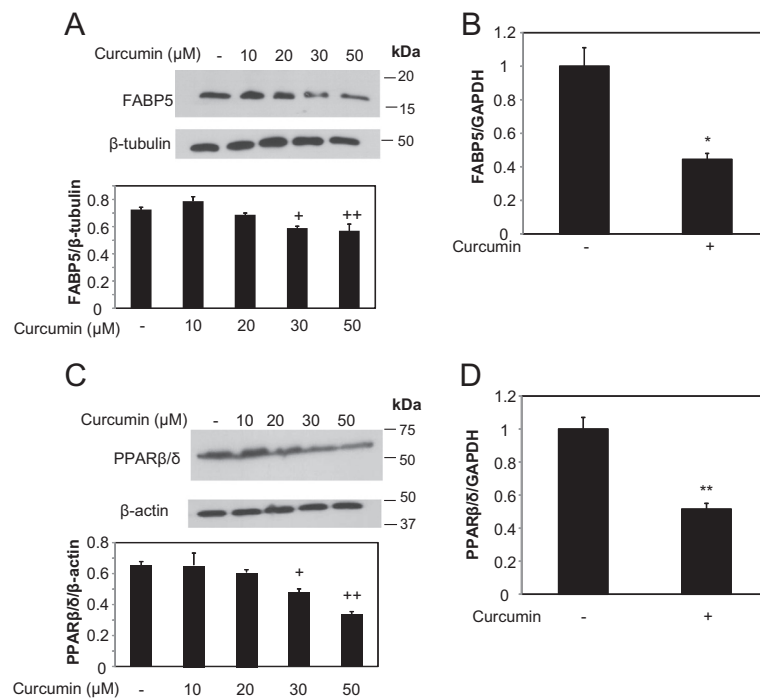 A
Curcumin (µM) - 10 20 30 50 kDa
20
FABP5
15
β-tubulin
50
FABP5/β-tubulin
0.8
0.6
0.4
0.2
0
+ ++
Curcumin (µM) - 10 20 30 50
B
FABP5/GAPDH
1.2
1
0.8
0.6
0.4
0.2
0
*
Curcumin - +
C
Curcumin (µM) - 10 20 30 50 kDa
75
PPARβ/δ
50
50
β-actin
37
PPARβ/δ/β-actin
0.8
0.6
0.4
0.2
0
+ ++
- 10 20 30 50
Curcumin (µM)
D
PPARβ/δ/GAPDH
1.2
1
0.8
0.6
0.4
0.2
0
**
Curcumin - +